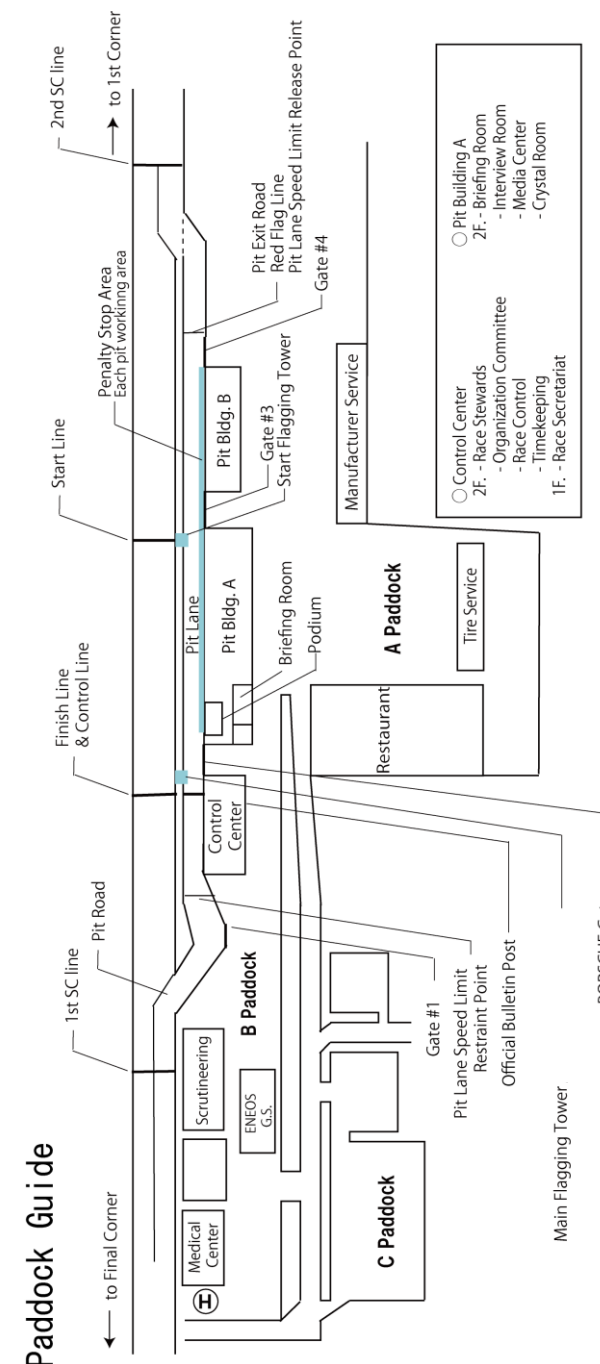 Paddock Guide
to Final Corner
1st SC line
Pit Road
Finish Line
& Control Line
Start Line
Penalty Stop Area
Each pit workinng area
2nd SC line
to 1st Corner
Pit Lane
Pit Exit Road
Red Flag Line
Pit Lane Speed Limit Release Point
Gate #4
Gate #3
Start Flagging Tower
Pit Bldg. B
Pit Bldg. A
Briefing Room
Podium
Control
Center
Scrutineering
Medical
Center
H
ENEOS
G.S.
B Paddock
A Paddock
C Paddock
Restaurant
Tire Service
Manufacturer Service
Gate #1
Pit Lane Speed Limit
Restraint Point
Official Bulletin Post
Main Flagging Tower
○ Control Center
2F. - Race Stewards
- Organization Committee
- Race Control
- Timekeeping
1F. - Race Secretariat
○ Pit Building A
2F. - Briefing Room
- Interview Room
- Media Center
- Crystal Room